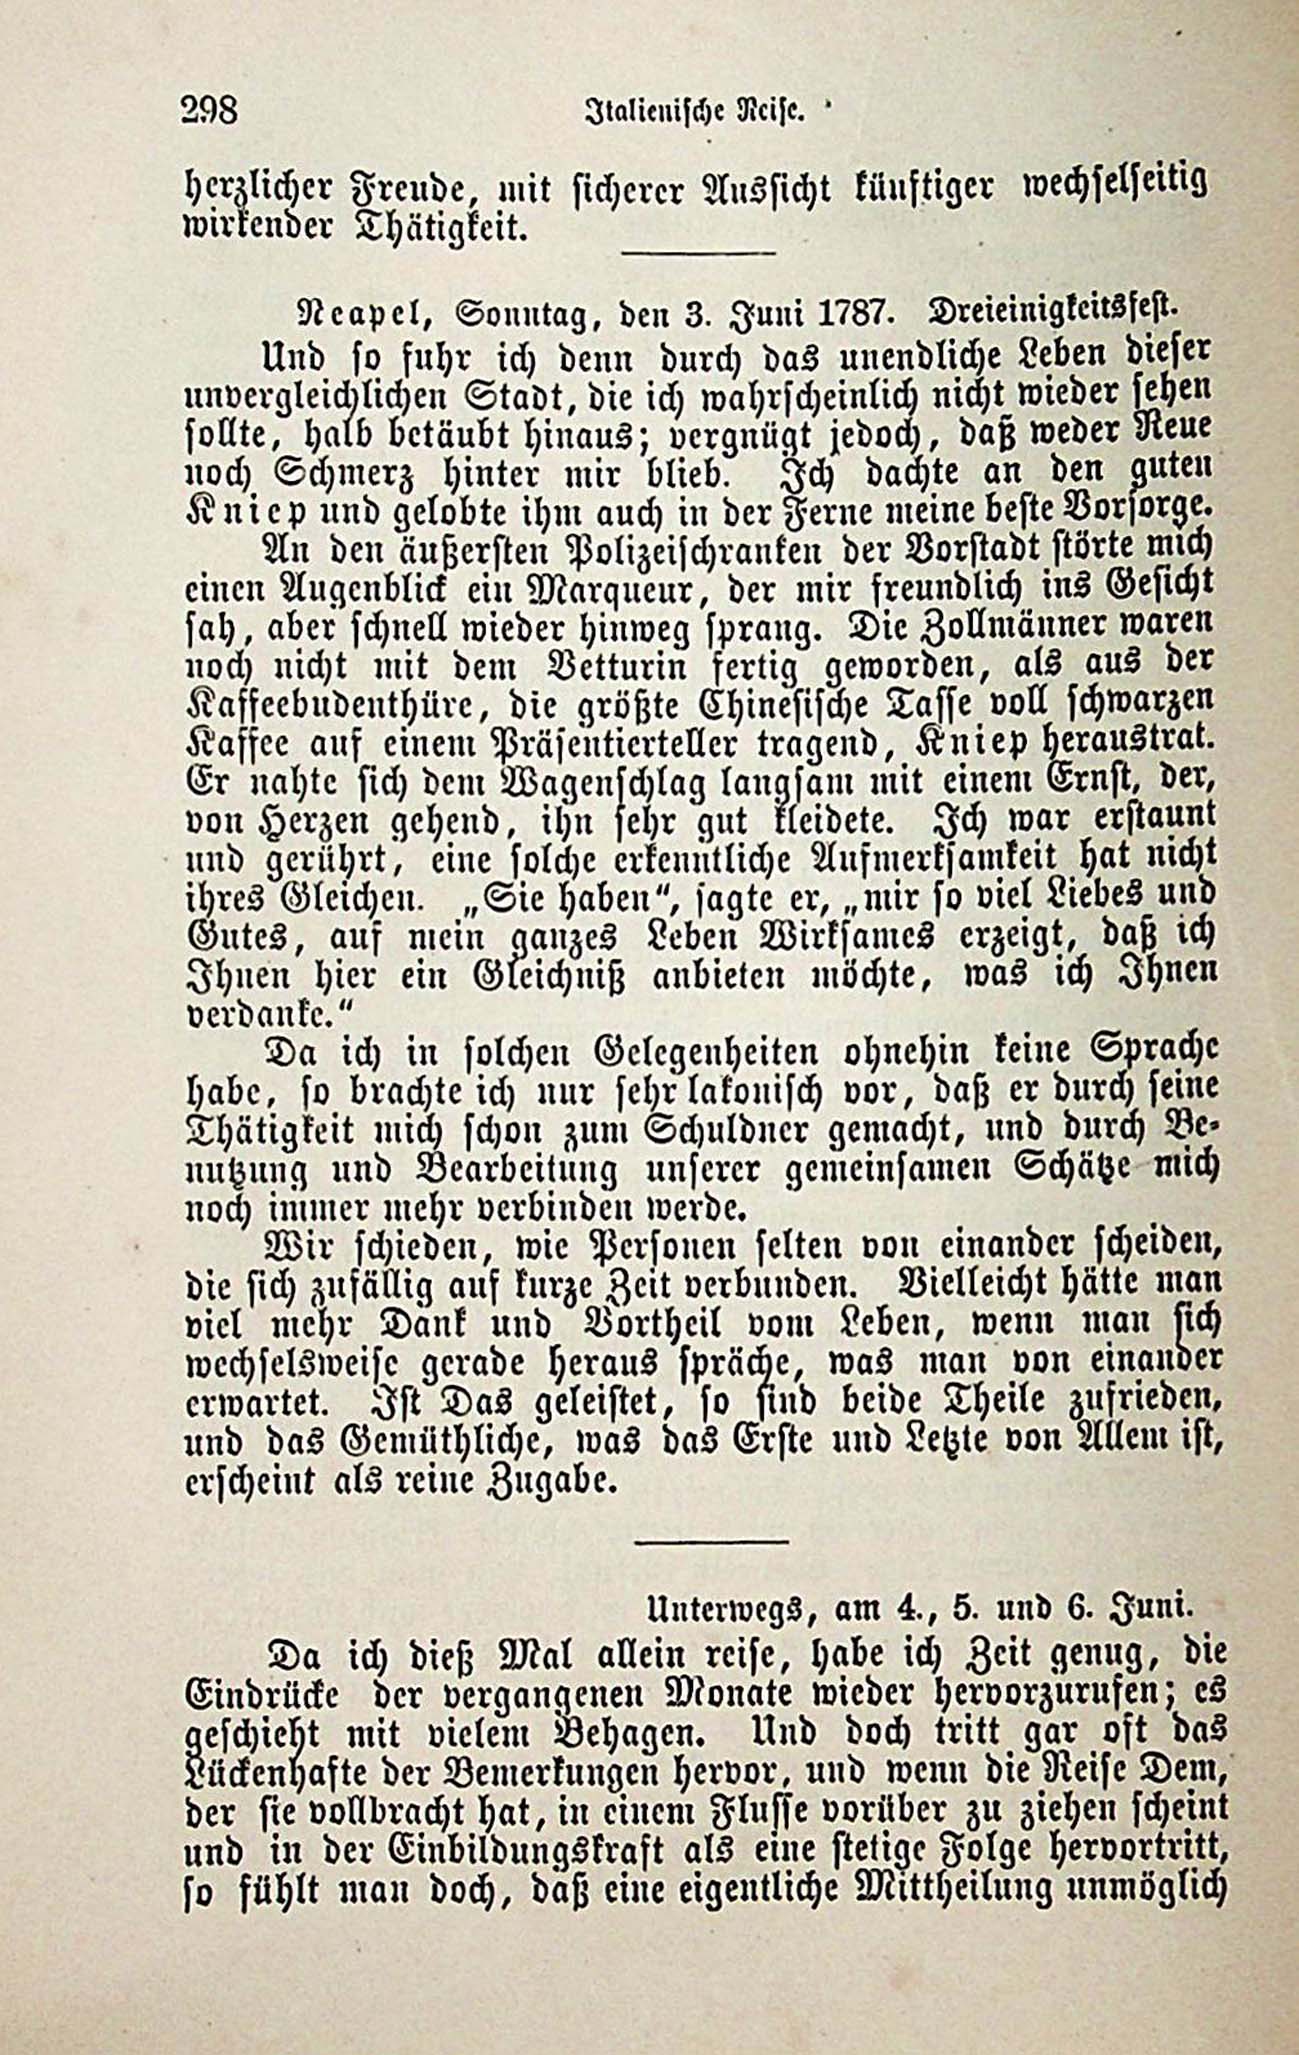 298
Italienische Reise.
herzlicher Freude, mit sicherer Aussicht künftiger wechselseitig
wirkender Thätigkeit.
Neapel, Sonntag, den 3. Juni 1787. Dreieinigkeitsfest.
Und so fuhr ich denn durch das unendliche Leben dieser
unvergleichlichen Stadt, die ich wahrscheinlich nicht wieder sehen
sollte, halb betäubt hinaus; vergnügt jedoch, daß weder Reue
noch Schmerz hinter mir blieb. Ich dachte an den guten
Kniep und gelobte ihm auch in der Ferne meine beste Vorsorge.
An den äußersten Polizeischranken der Vorstadt störte mich
einen Augenblick ein Marqueur, der mir freundlich ins Gesicht
sah, aber schnell wieder hinweg sprang. Die Zollmänner waren
noch nicht mit dem Vetturin fertig geworden, als aus der
Kaffeebudenthüre, die größte Chinesische Tasse voll schwarzen
Kaffee auf einem Präsentierteller tragend, Kniep heraustrat.
Er nahte sich dem Wagenschlag langsam mit einem Ernst, der,
von Herzen gehend, ihn sehr gut kleidete. Ich war erstaunt
und gerührt, eine solche erkenntliche Aufmerksamkeit hat nicht
ihres Gleichen. „Sie haben“, sagte er, „mir so viel Liebes und
Gutes, auf mein ganzes Leben Wirksames erzeigt, daß ich
Ihnen hier ein Gleichniß anbieten möchte, was ich Ihnen
verdanke.“
Da ich in solchen Gelegenheiten ohnehin keine Sprache
habe, so brachte ich nur sehr lakonisch vor, daß er durch seine
Thätigkeit mich schon zum Schuldner gemacht, und durch Be-
nutzung und Bearbeitung unserer gemeinsamen Schätze mich
noch immer mehr verbinden werde.
Wir schieden, wie Personen selten von einander scheiden,
die sich zufällig auf kurze Zeit verbunden. Vielleicht hätte man
viel mehr Dank und Vortheil vom Leben, wenn man sich
wechselsweise gerade heraus spräche, was man von einander
erwartet. Ist Das geleistet, so sind beide Theile zufrieden,
und das Gemüthliche, was das Erste und Letzte von Allem ist,
erscheint als reine Zugabe.
Unterwegs, am 4., 5. und 6. Juni.
Da ich dieß Mal allein reise, habe ich Zeit genug, die
Eindrücke der vergangenen Monate wieder hervorzurufen; es
geschieht mit vielem Behagen. Und doch tritt gar oft das
Lückenhafte der Bemerkungen hervor, und wenn die Reise Dem,
der sie vollbracht hat, in einem Flusse vorüber zu ziehen scheint
und in der Einbildungskraft als eine stetige Folge hervortritt,
so fühlt man doch, daß eine eigentliche Mittheilung unmöglich